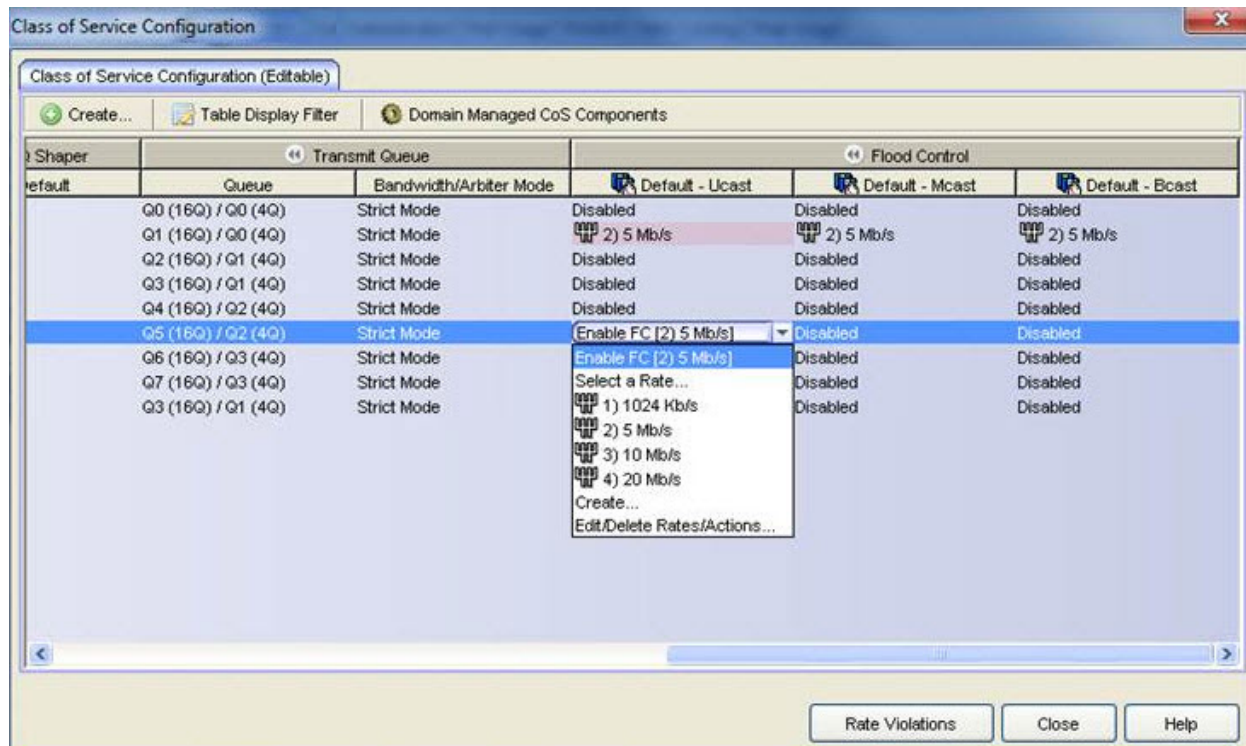 Class of Service Configuration
Class of Service Configuration (Editable)
Create... Table Display Filter Domain Managed CoS Components
Shaper Transmit Queue Flood Control
efault Queue Bandwidth/Arbiter Mode Default - Ucast Default - Mcast Default - Bcast
Q0 (16Q) / Q0 (4Q) Strict Mode Disabled Disabled Disabled
Q1 (16Q) / Q0 (4Q) Strict Mode 2) 5 Mb/s 2) 5 Mb/s 2) 5 Mb/s
Q2 (16Q) / Q1 (4Q) Strict Mode Disabled Disabled Disabled
Q3 (16Q) / Q1 (4Q) Strict Mode Disabled Disabled Disabled
Q4 (16Q) / Q2 (4Q) Strict Mode Disabled Disabled Disabled
Q5 (16Q) / Q2 (4Q) Strict Mode Enable FC [2) 5 Mb/s] Disabled Disabled
Q6 (16Q) / Q3 (4Q) Strict Mode Enable FC [2) 5 Mb/s] Disabled Disabled
Q7 (16Q) / Q3 (4Q) Strict Mode Select a Rate... Disabled Disabled
Q3 (16Q) / Q1 (4Q) Strict Mode 1) 1024 Kb/s Disabled Disabled
2) 5 Mb/s
3) 10 Mb/s
4) 20 Mb/s
Create...
Edit/Delete Rates/Actions...
Rate Violations Close Help